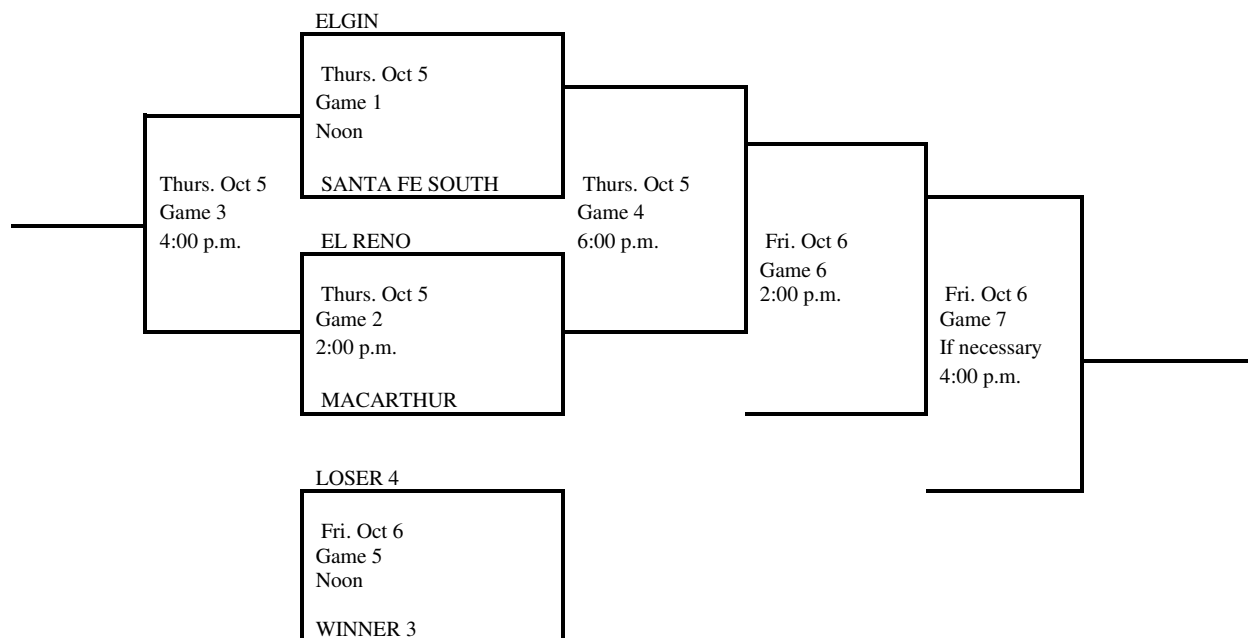 ELGIN
Thurs. Oct 5
Game 1
Noon
SANTA FE SOUTH
Thurs. Oct 5
Game 3
4:00 p.m.
Thurs. Oct 5
Game 4
6:00 p.m.
EL RENO
Thurs. Oct 5
Game 2
2:00 p.m.
MACARTHUR
Fri. Oct 6
Game 6
2:00 p.m.
Fri. Oct 6
Game 7
If necessary
4:00 p.m.
LOSER 4
Fri. Oct 6
Game 5
Noon
WINNER 3